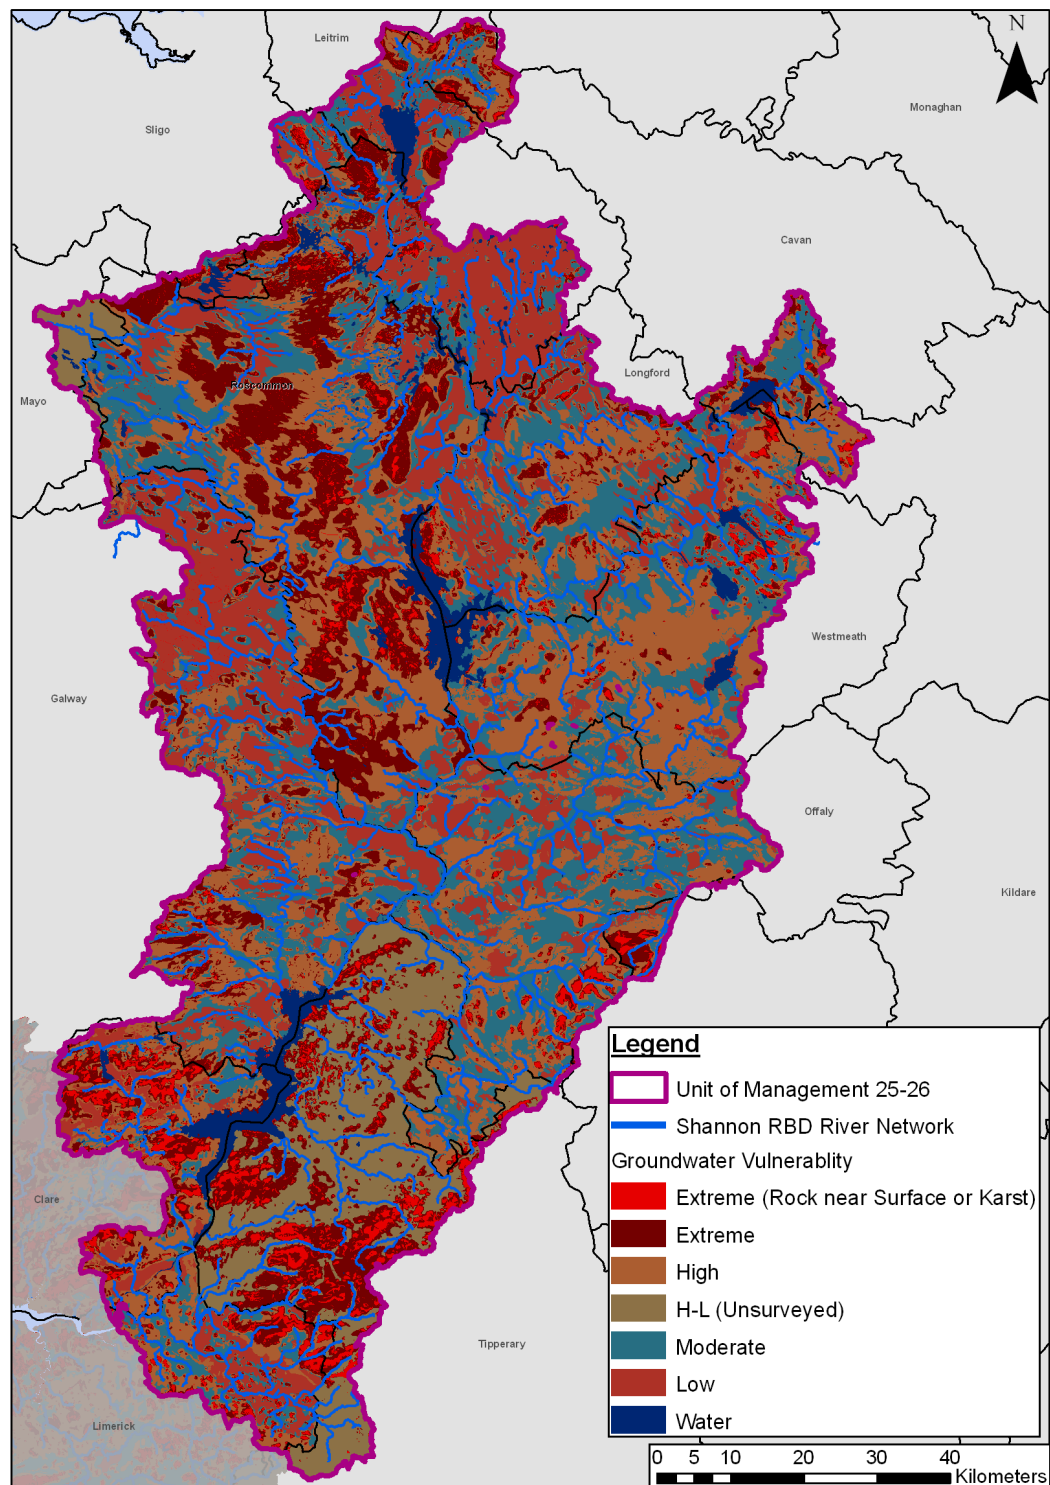 Leitrim
N
Monaghan
Sligo
Cavan
Longford
Roscommon
Mayo
Westmeath
Galway
Offaly
Kildare
Legend
Unit of Management 25-26
Shannon RBD River Network
Groundwater Vulnerablity
Extreme (Rock near Surface or Karst)
Extreme
High
H-L (Unsurveyed)
Moderate
Low
Water
Clare
Tipperary
Limerick
0 5 10 20 30 40
Kilometers